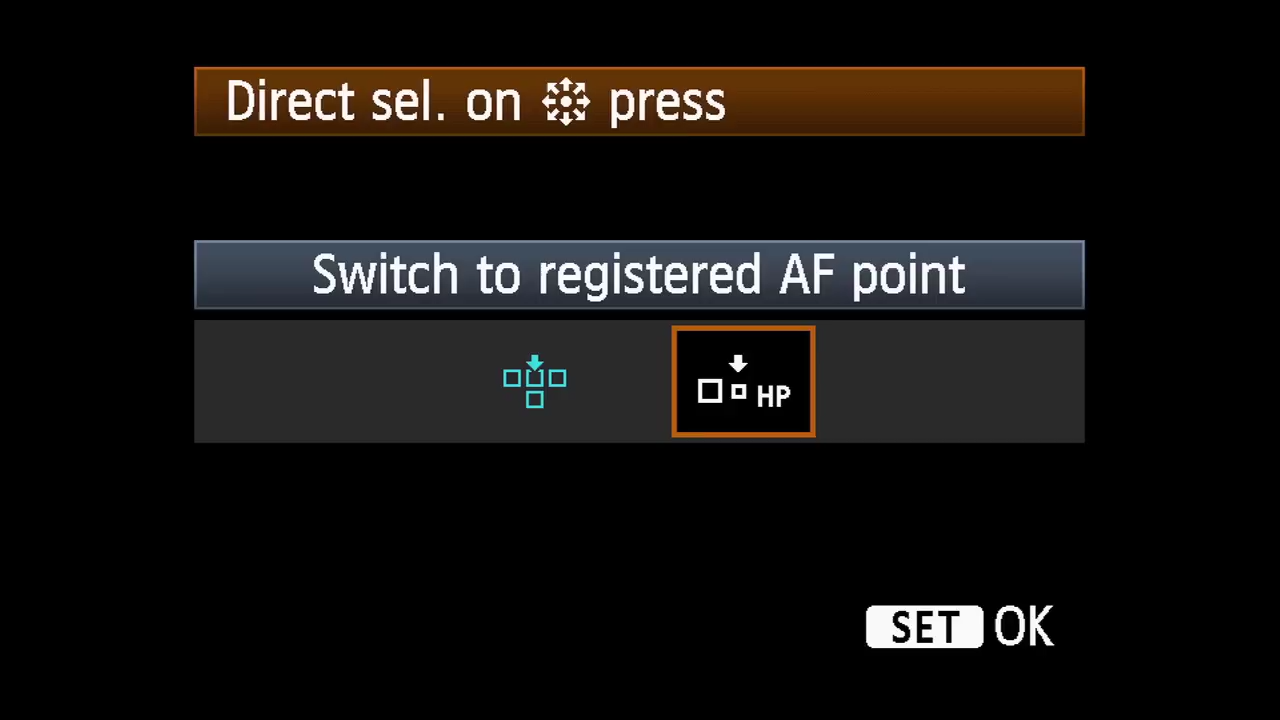 Direct sel. on press
Switch to registered AF point
HP
SET OK